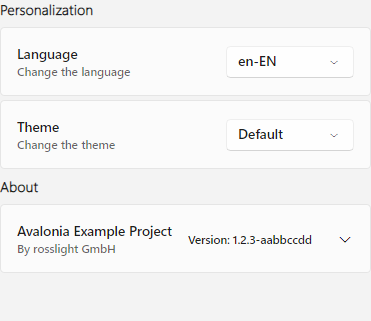 Personalization
Language
Change the language
en-EN
Theme
Change the theme
Default
About
Avalonia Example Project
By rosslight GmbH
Version: 1.2.3-aabbccdd